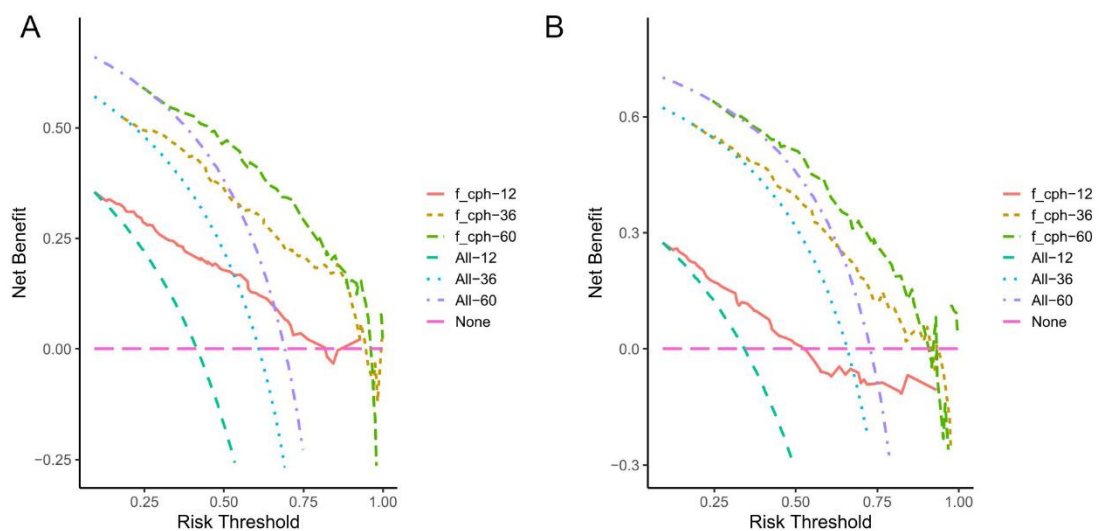 A
Net Benefit
0.50
0.25
0.00
−0.25
0.25
0.50
0.75
1.00
Risk Threshold
f_cph−12
f_cph−36
f_cph−60
All−12
All−36
All−60
None
B
Net Benefit
0.6
0.3
0.0
−0.3
0.25
0.50
0.75
1.00
Risk Threshold
f_cph−12
f_cph−36
f_cph−60
All−12
All−36
All−60
None